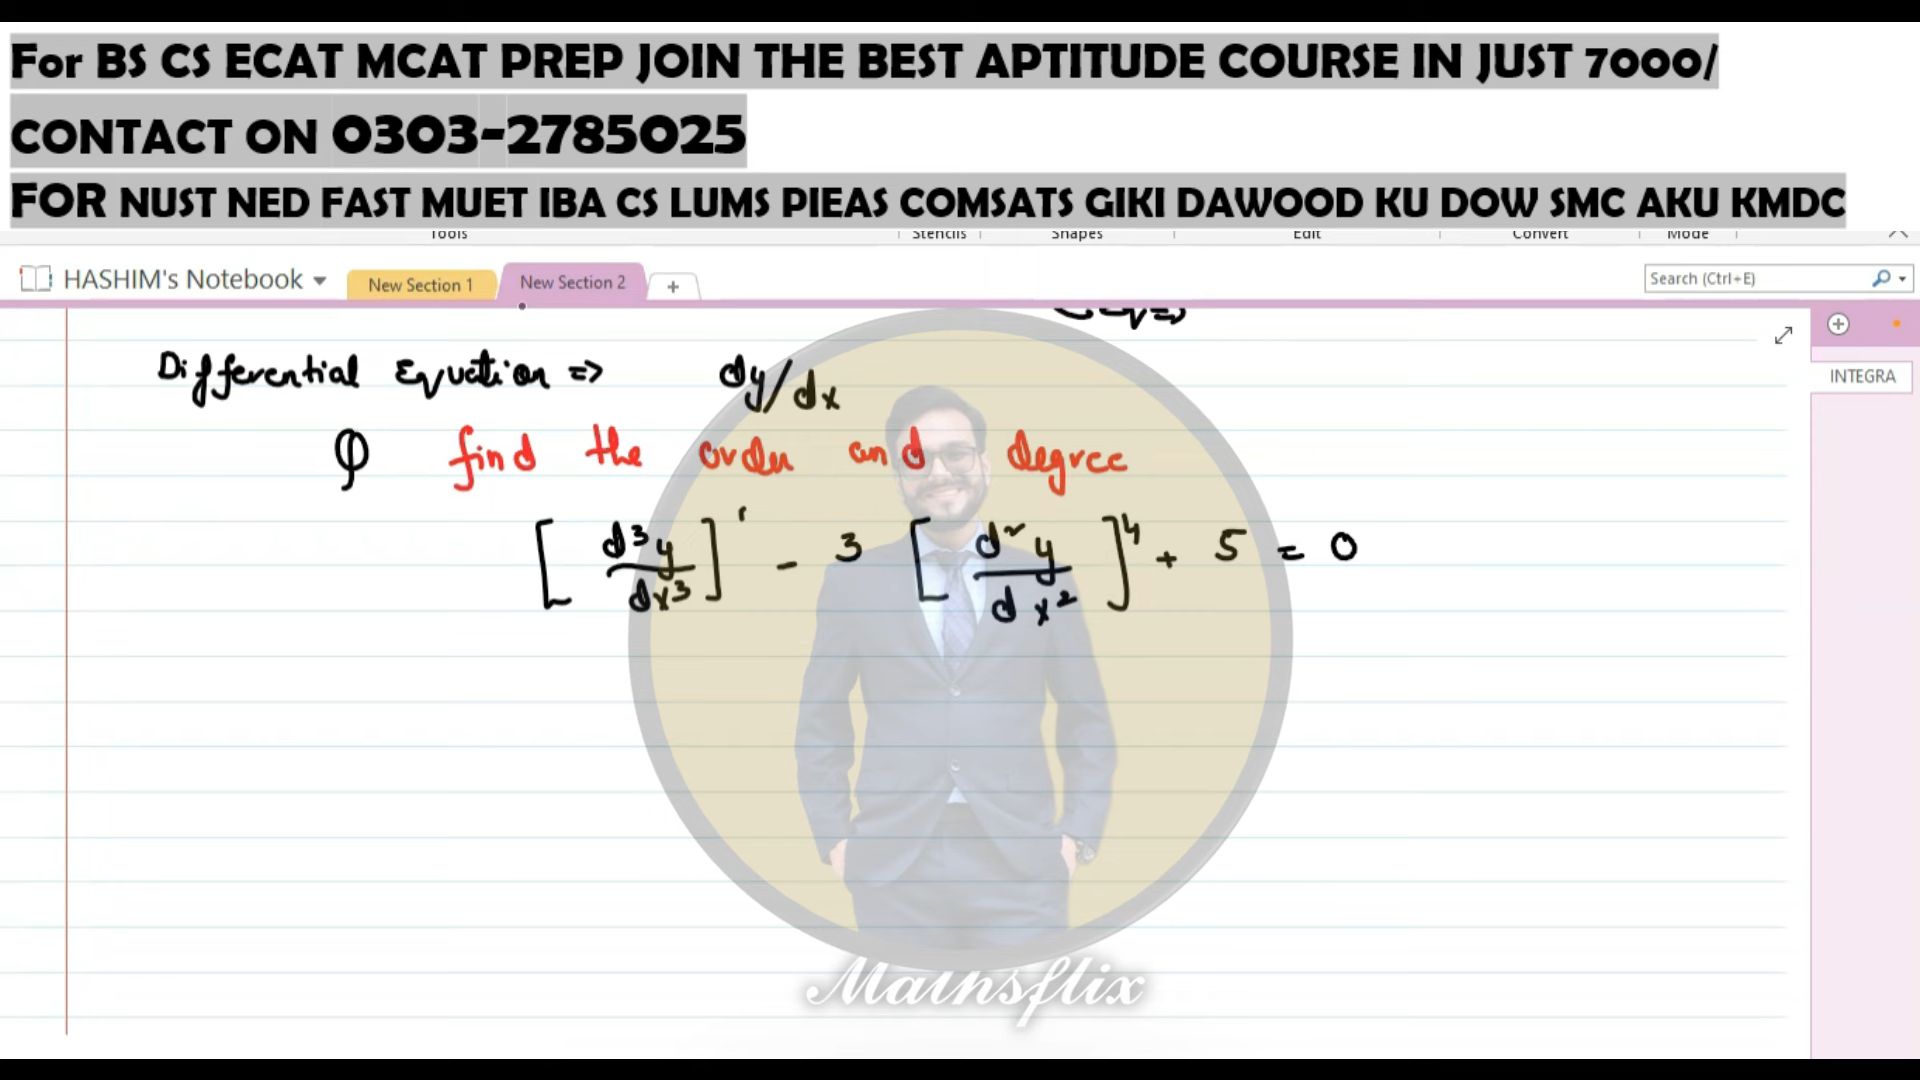 For BS CS ECAT MCAT PREP JOIN THE BEST APTITUDE COURSE IN JUST 7000/
CONTACT ON 0303-2785025
FOR NUST NED FAST MUET IBA CS LUMS PIEAS COMSATS GIKI DAWOOD KU DOW SMC AKU KMDC
Tools Stencils Shapes Edit Convert Mode
HASHIM's Notebook New Section 1 New Section 2 + Search (Ctrl+E)
INTEGRA
Differential Equation => dy/dx
Q find the order and degree
[d³y/dx³]' - 3 [d²y/dx²]⁴ + 5 = 0
Mainsflix